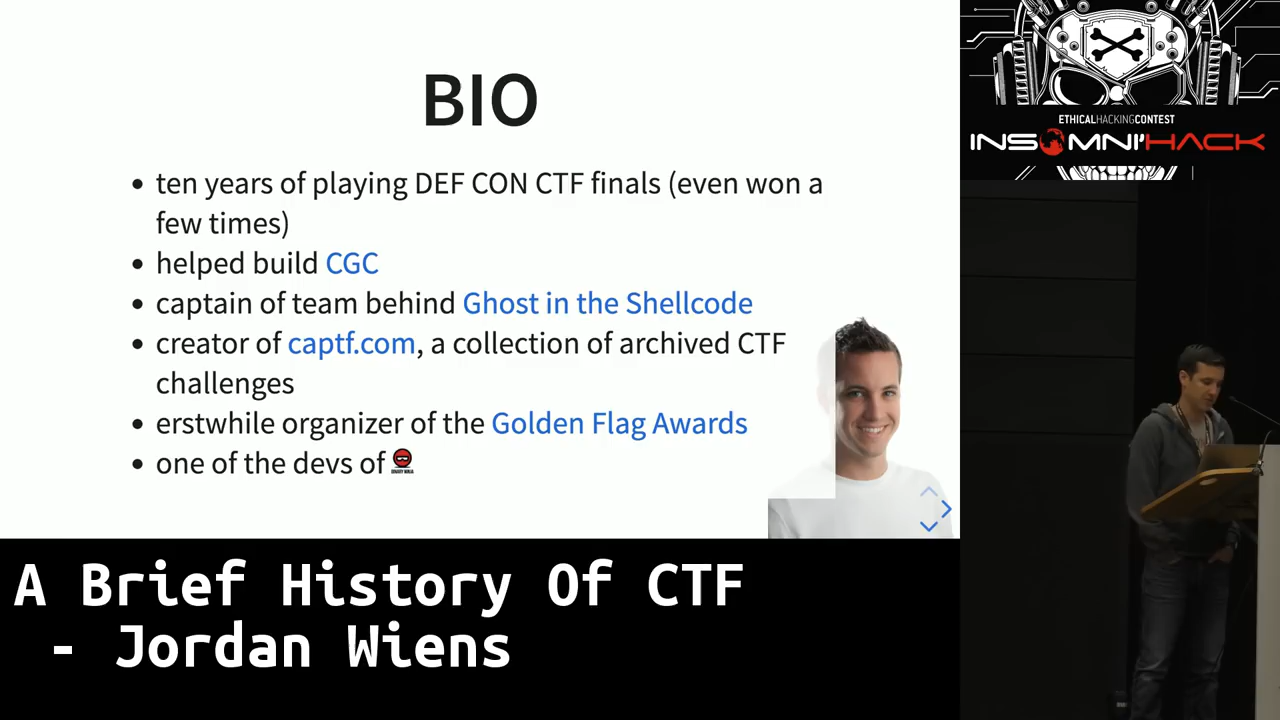 BIO
ten years of playing DEF CON CTF finals (even won a
few times)
helped build CGC
captain of team behind Ghost in the Shellcode
creator of captf.com, a collection of archived CTF
challenges
erstwhile organizer of the Golden Flag Awards
one of the devs of
BINARY NINJA
A Brief History Of CTF
- Jordan Wiens
ETHICALHACKINGCONTEST
INSOMNI'HACK